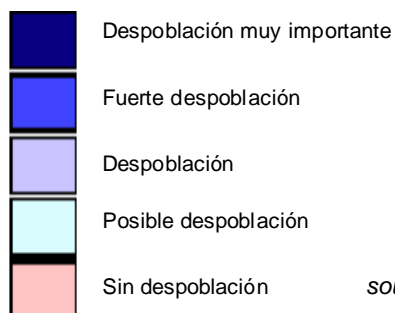 Despoblación muy importante
Fuerte despoblación
Despoblación
Posible despoblación
Sin despoblación